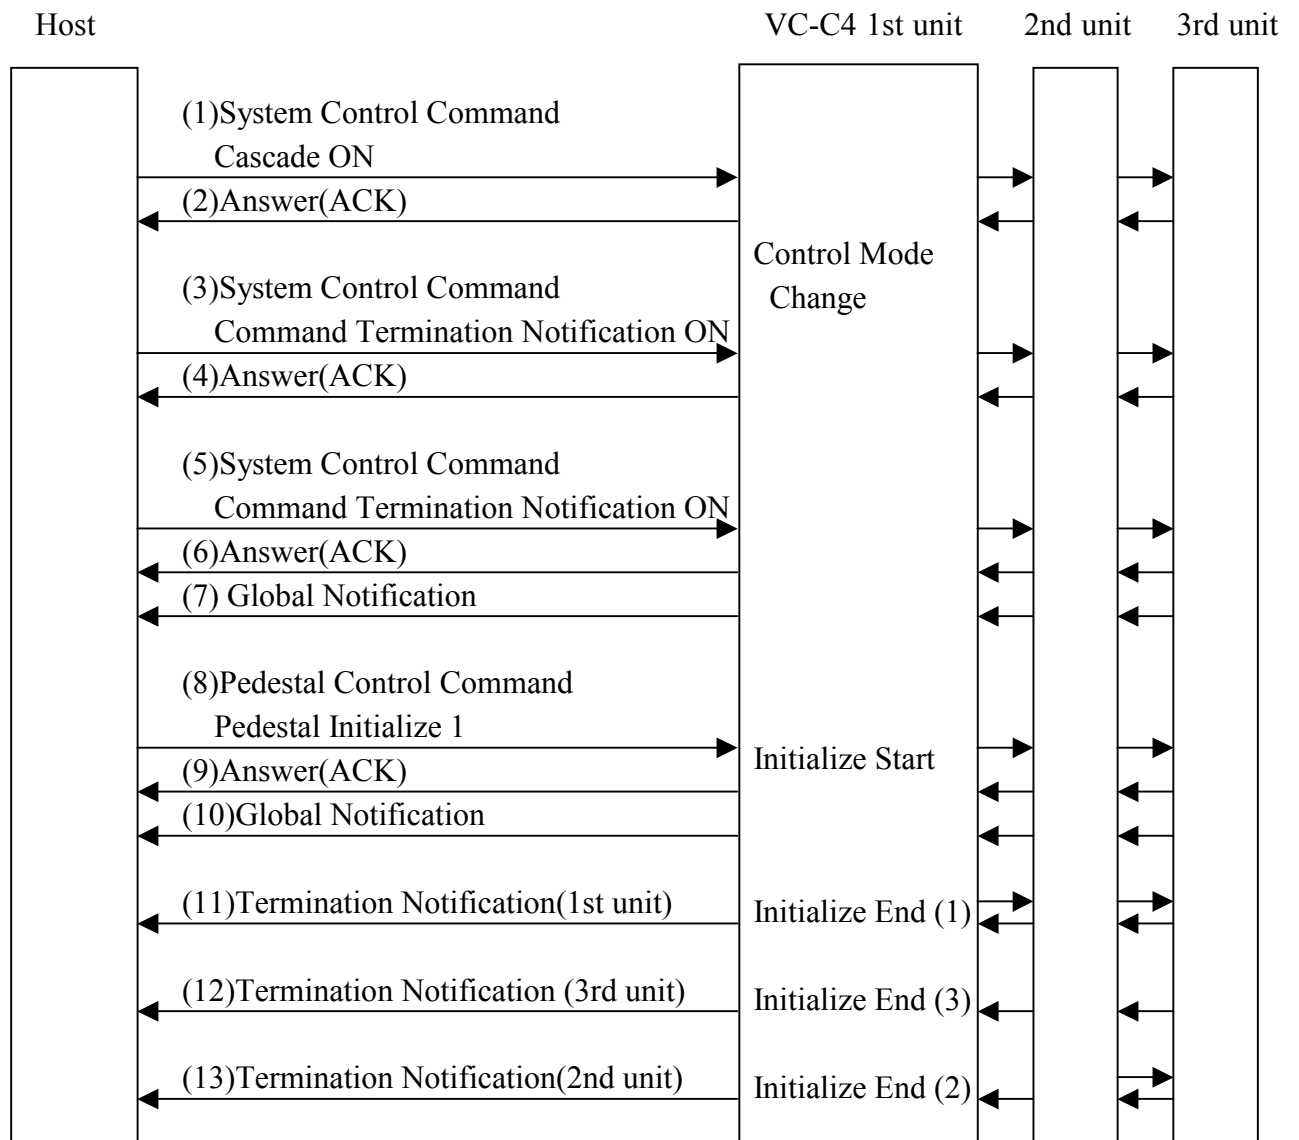 Host VC-C4 1st unit 2nd unit 3rd unit
(1)System Control Command
Cascade ON
(2)Answer(ACK)
Control Mode
Change
(3)System Control Command
Command Termination Notification ON
(4)Answer(ACK)
(5)System Control Command
Command Termination Notification ON
(6)Answer(ACK)
(7) Global Notification
(8)Pedestal Control Command
Pedestal Initialize 1
Initialize Start
(9)Answer(ACK)
(10)Global Notification
(11)Termination Notification(1st unit) Initialize End (1)
(12)Termination Notification (3rd unit) Initialize End (3)
(13)Termination Notification(2nd unit) Initialize End (2)